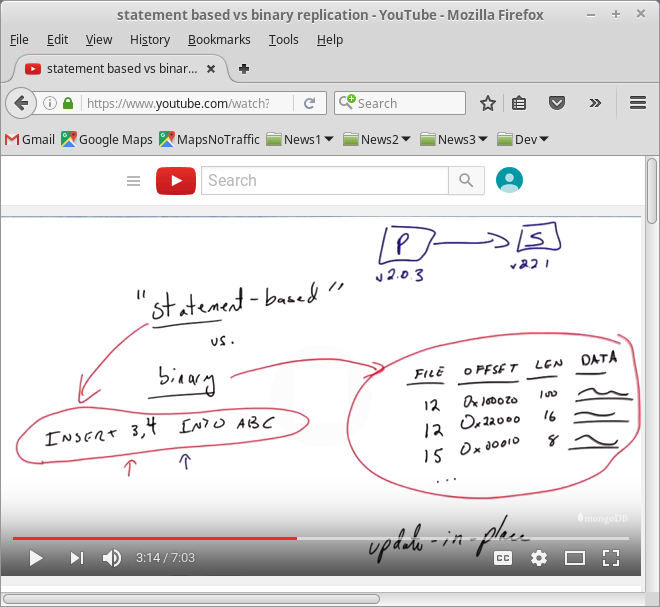 statement based vs binary replication - YouTube - Mozilla Firefox
File Edit View History Bookmarks Tools Help
statement based vs binar...
https://www.youtube.com/watch?
Search
Gmail Google Maps MapsNoTraffic News1 News2 News3 Dev
Search
P S
v2.0.3 v2.2.1
"statement-based"
vs.
binary
FILE OFFSET LEN DATA
12 0x100020 100
12 0x22000 16
15 0x00010 8
...
INSERT 3,4 INTO ABC
mongoDB
update-in-place
3:14 / 7:03
CC